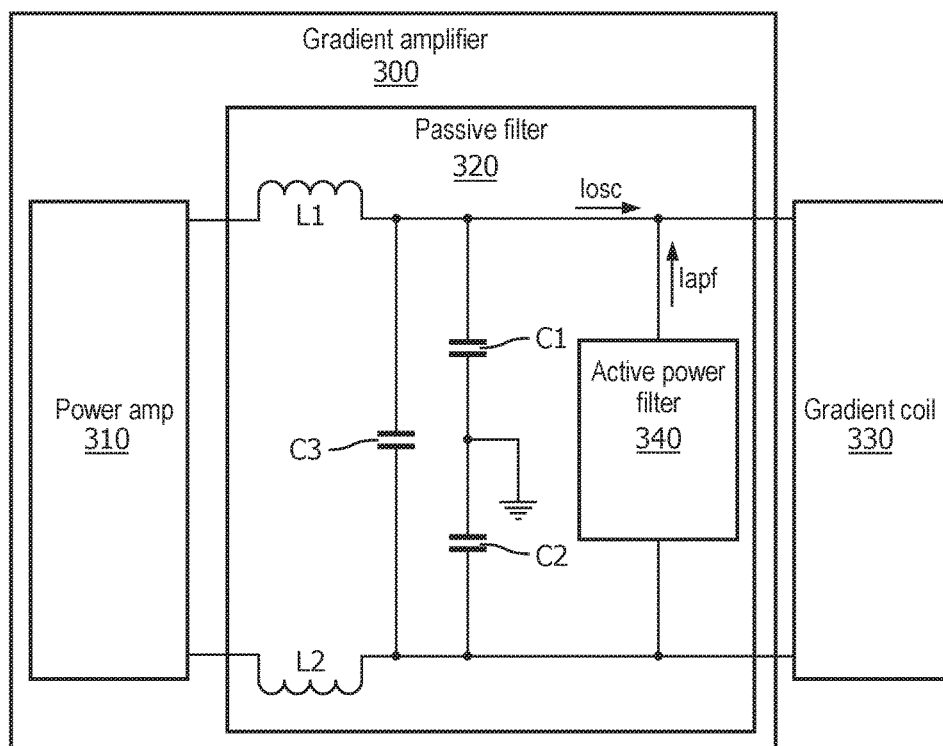 Gradient amplifier
300
Passive filter
320
Iosc
L1
Iapf
C1
Power amp
310
C3
Active power
filter
340
Gradient coil
330
C2
L2